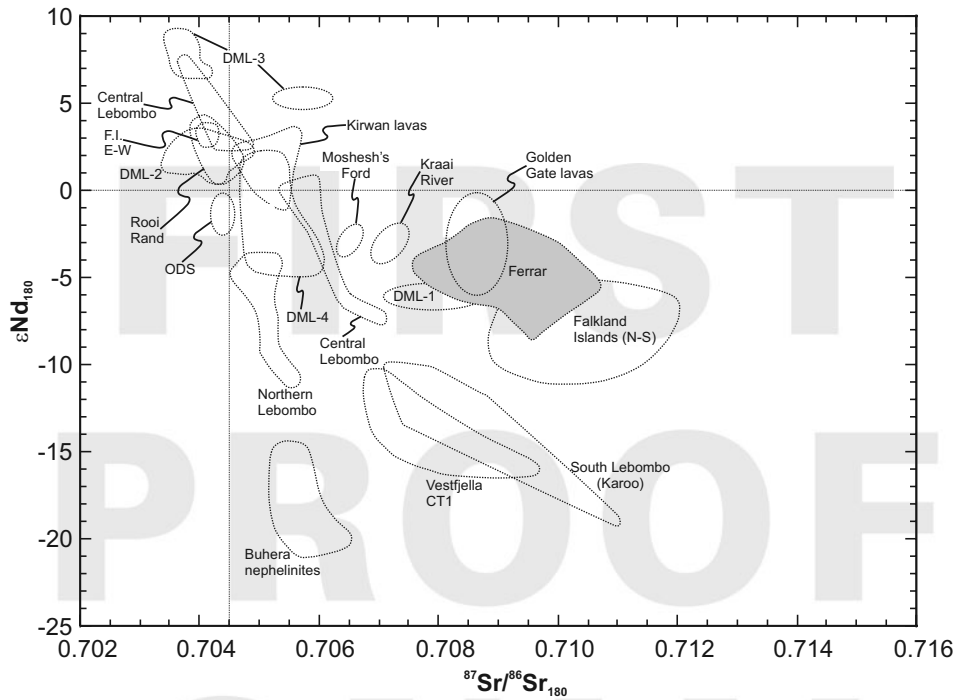 10
5
0
-5
-10
-15
-20
-25
εNd180
0.702
0.704
0.706
0.708
0.710
0.712
0.714
0.716
87Sr/86Sr180
DML-3
Central
Lebombo
F.I.
E-W
DML-2
Rooi
Rand
ODS
Kirwan lavas
Moshesh's
Ford
Kraai
River
Golden
Gate lavas
Ferrar
DML-1
DML-4
Central
Lebombo
Falkland
Islands (N-S)
Northern
Lebombo
Vestfjella
CT1
South Lebombo
(Karoo)
Buhera
nephelinites
FIRST
PROOF